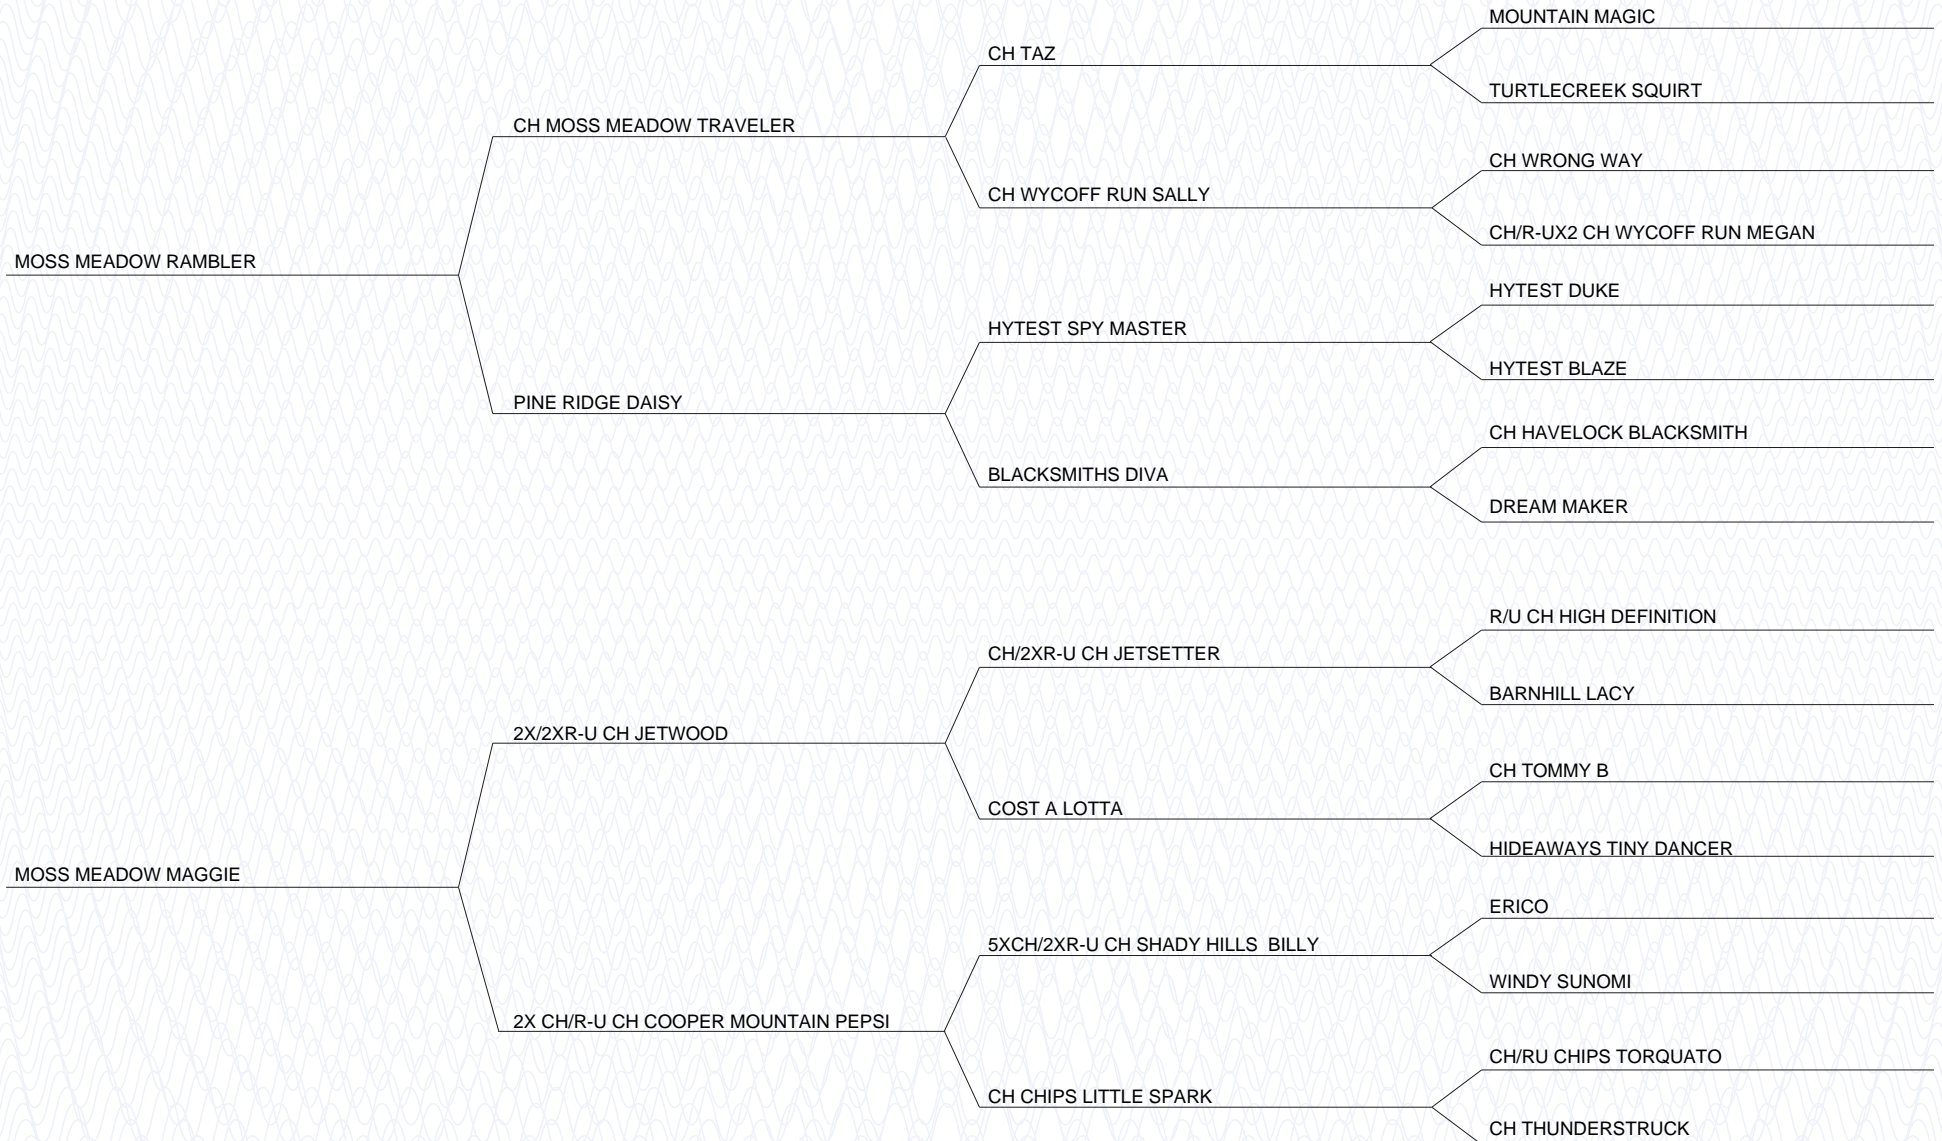 MOUNTAIN MAGIC
CH TAZ
TURTLECREEK SQUIRT
CH MOSS MEADOW TRAVELER
CH WRONG WAY
CH WYCOFF RUN SALLY
CH/R-UX2 CH WYCOFF RUN MEGAN
MOSS MEADOW RAMBLER
HYTEST DUKE
HYTEST SPY MASTER
HYTEST BLAZE
PINE RIDGE DAISY
CH HAVELOCK BLACKSMITH
BLACKSMITHS DIVA
DREAM MAKER
R/U CH HIGH DEFINITION
CH/2XR-U CH JETSETTER
BARNHILL LACY
2X/2XR-U CH JETWOOD
CH TOMMY B
COST A LOTTA
HIDEAWAYS TINY DANCER
MOSS MEADOW MAGGIE
ERICO
5XCH/2XR-U CH SHADY HILLS  BILLY
WINDY SUNOMI
2X CH/R-U CH COOPER MOUNTAIN PEPSI
CH/RU CHIPS TORQUATO
CH CHIPS LITTLE SPARK
CH THUNDERSTRUCK